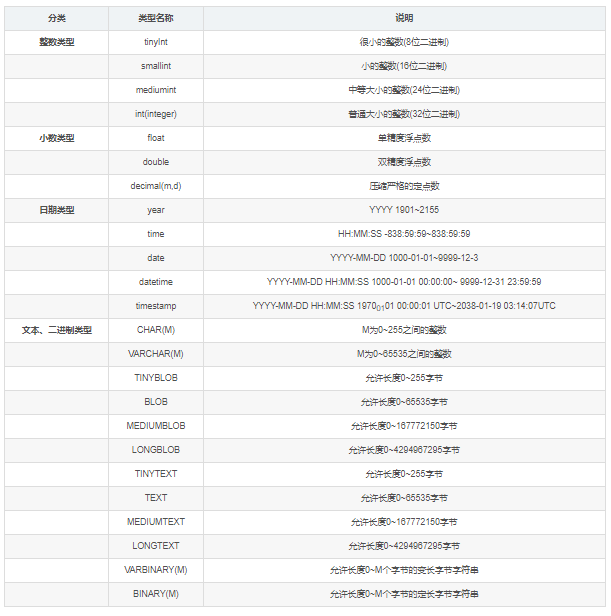 分类 类型名称 说明
整数类型 tinyInt 很小的整数(8位二进制)
smallint 小的整数(16位二进制)
mediumint 中等大小的整数(24位二进制)
int(integer) 普通大小的整数(32位二进制)
小数类型 float 单精度浮点数
double 双精度浮点数
decimal(m,d) 压缩严格的定点数
日期类型 year YYYY 1901~2155
time HH:MM:SS -838:59:59~838:59:59
date YYYY-MM-DD 1000-01-01~9999-12-3
datetime YYYY-MM-DD HH:MM:SS 1000-01-01 00:00:00~ 9999-12-31 23:59:59
timestamp YYYY-MM-DD HH:MM:SS 19700101 00:00:01 UTC~2038-01-19 03:14:07UTC
文本、二进制类型 CHAR(M) M为0~255之间的整数
VARCHAR(M) M为0~65535之间的整数
TINYBLOB 允许长度0~255字节
BLOB 允许长度0~65535字节
MEDIUMBLOB 允许长度0~167772150字节
LONGBLOB 允许长度0~4294967295字节
TINYTEXT 允许长度0~255字节
TEXT 允许长度0~65535字节
MEDIUMTEXT 允许长度0~167772150字节
LONGTEXT 允许长度0~4294967295字节
VARBINARY(M) 允许长度0~M个字节的变长字节字符串
BINARY(M) 允许长度0~M个字节的定长字节字符串